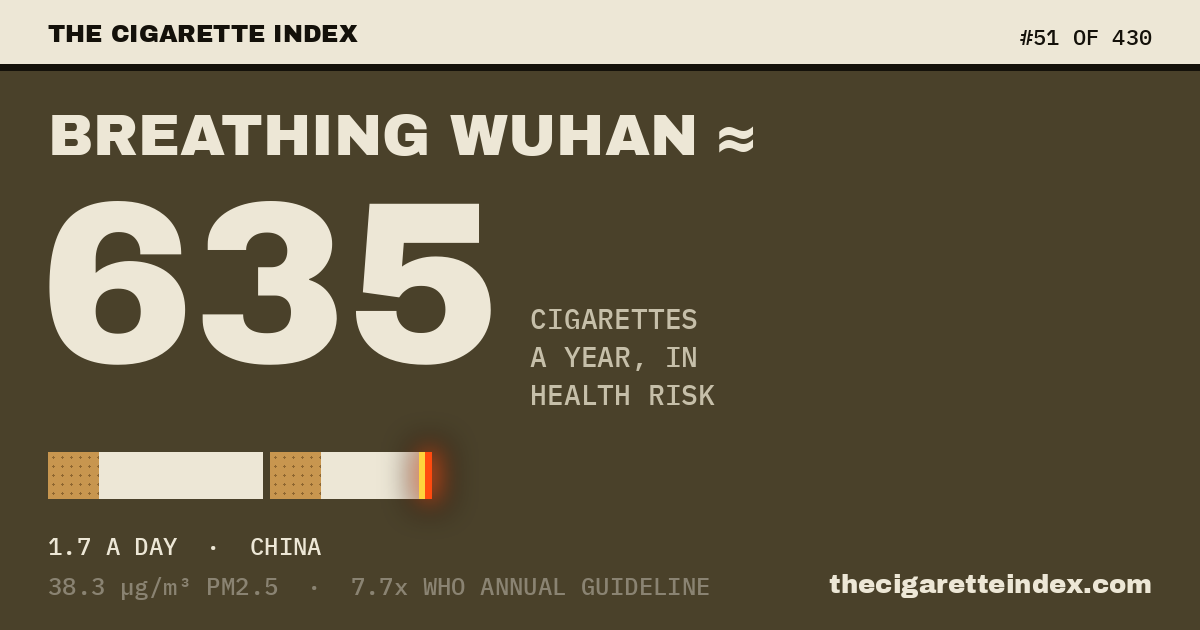 THE CIGARETTE INDEX
#51 OF 430
BREATHING WUHAN ≈
635
CIGARETTES
A YEAR, IN
HEALTH RISK
1.7 A DAY · CHINA
38.3 µg/m³ PM2.5 · 7.7x WHO ANNUAL GUIDELINE
thecigaretteindex.com